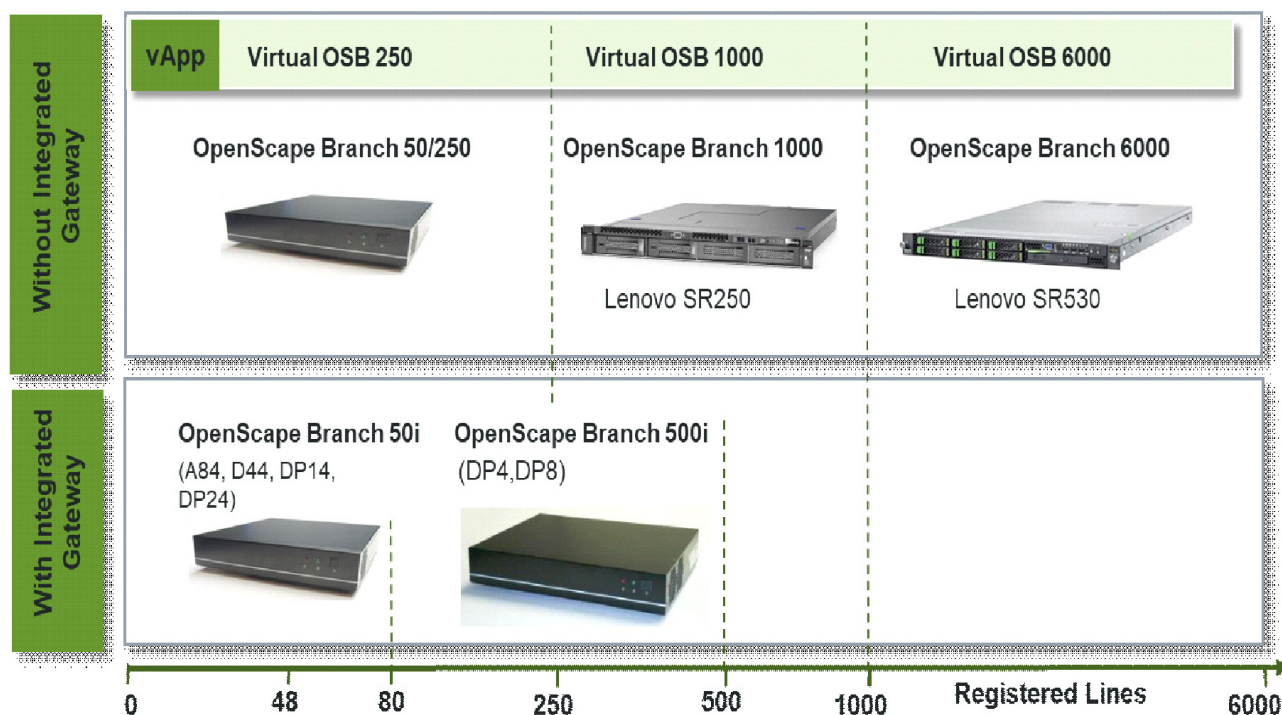 Without Integrated
Gateway
vApp
Virtual OSB 250
Virtual OSB 1000
Virtual OSB 6000
OpenScape Branch 50/250
OpenScape Branch 1000
OpenScape Branch 6000
Lenovo SR250
Lenovo SR530
With Integrated
Gateway
OpenScape Branch 50i
(A84, D44, DP14,
DP24)
OpenScape Branch 500i
(DP4,DP8)
0
48
80
250
500
1000
Registered Lines
6000